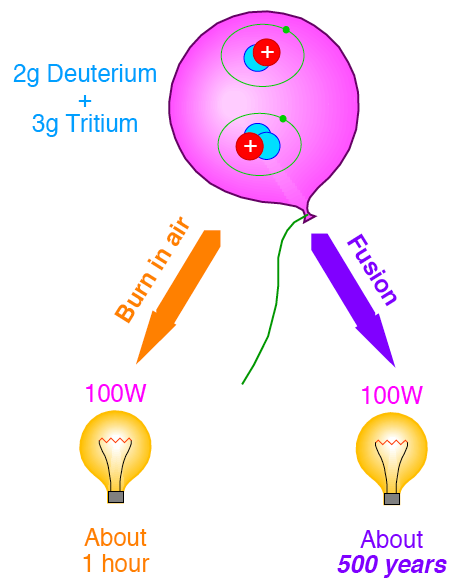 2g Deuterium
+
3g Tritium
+
+
Burn in air
Fusion
100W
100W
About
1 hour
About
500 years